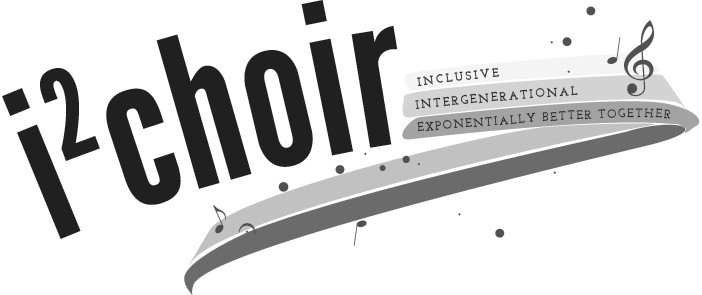 i²choir
INCLUSIVE
INTERGENERATIONAL
EXPONENTIALLY BETTER TOGETHER